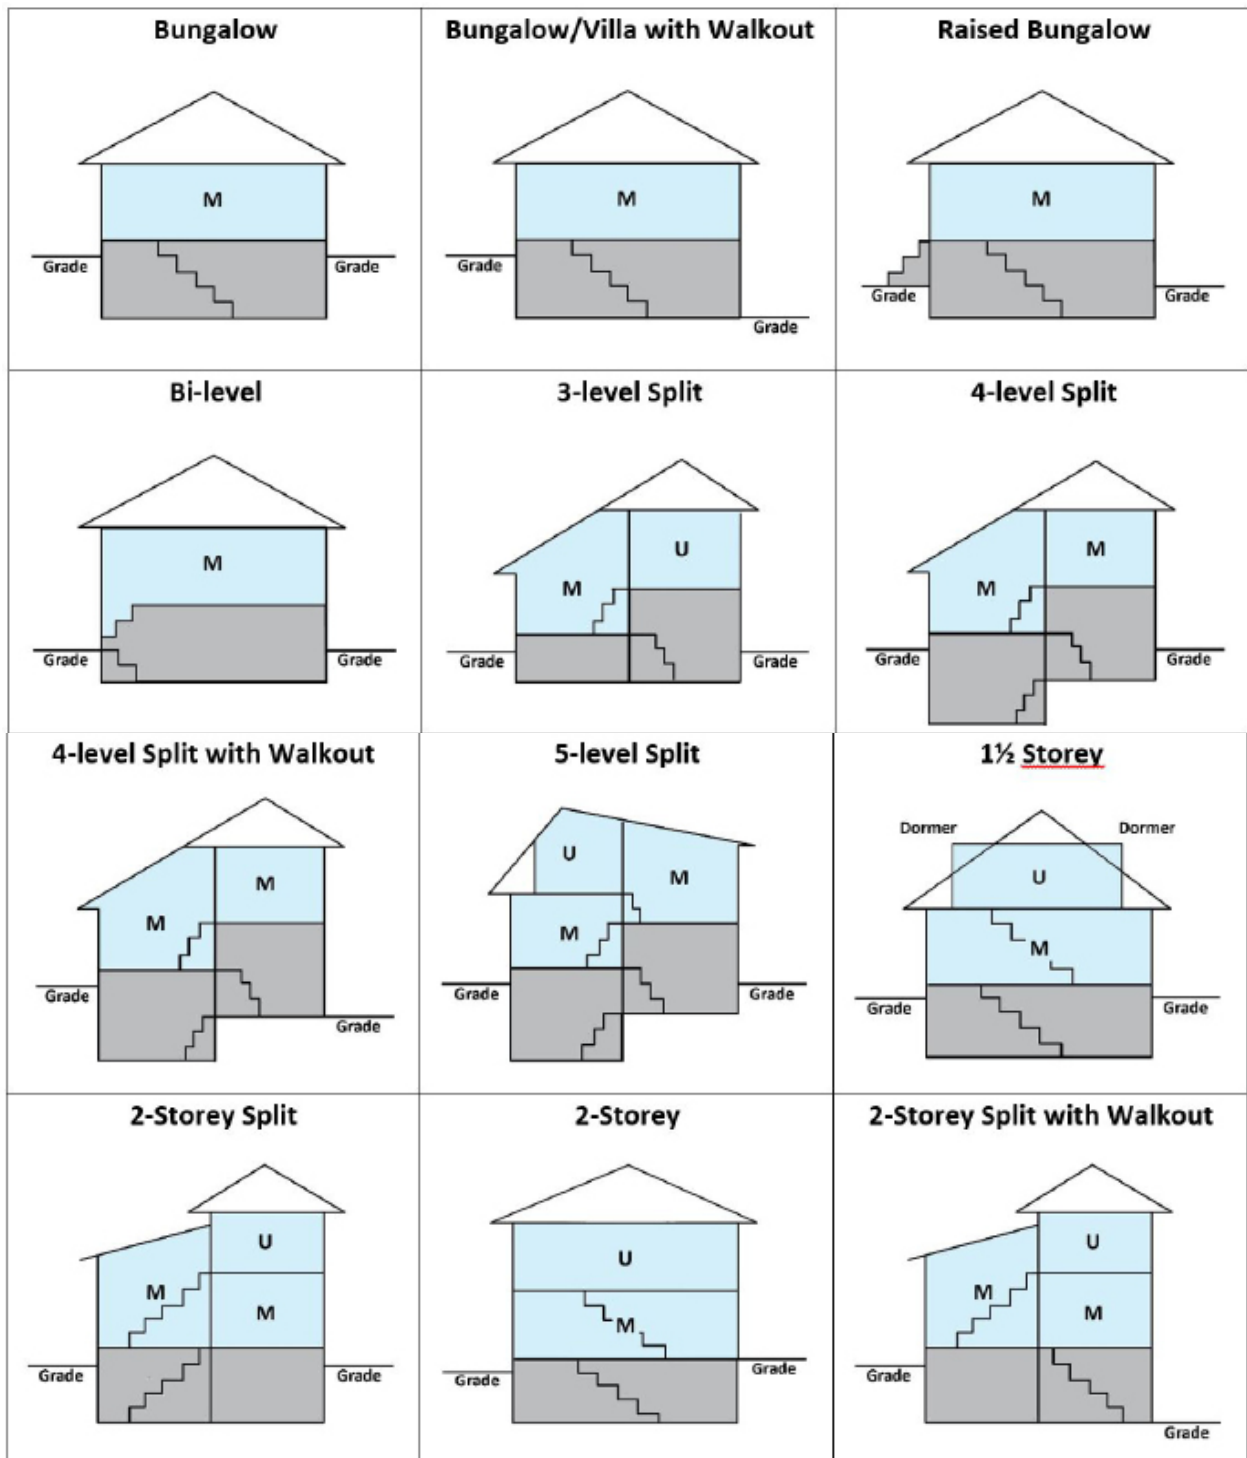 Bungalow
M
Grade
Grade
Bungalow/Villa with Walkout
M
Grade
Grade
Raised Bungalow
M
Grade
Grade
Bi-level
M
Grade
Grade
3-level Split
U
M
Grade
Grade
4-level Split
M
M
Grade
Grade
4-level Split with Walkout
M
M
Grade
Grade
5-level Split
U
M
M
Grade
Grade
1½ Storey
Dormer
Dormer
U
M
Grade
Grade
2-Storey Split
U
M
M
Grade
Grade
2-Storey
U
M
Grade
Grade
2-Storey Split with Walkout
U
M
M
Grade
Grade